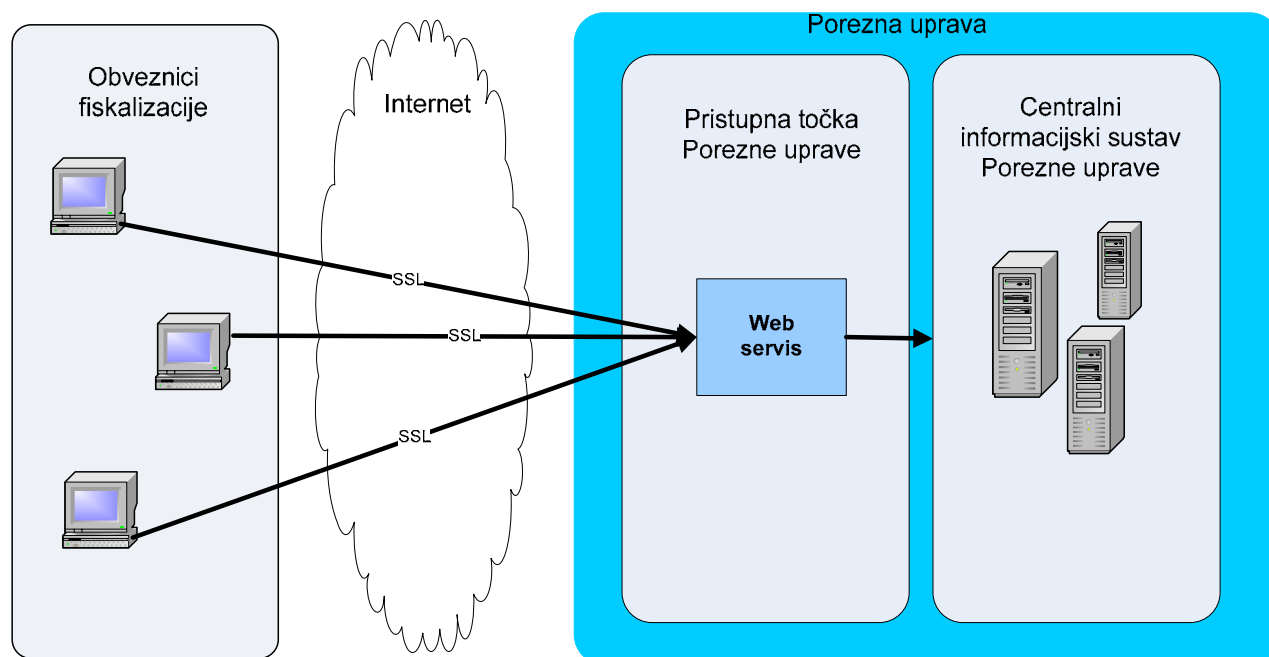 Porezna uprava
Obveznici
fiskalizacije
Internet
Pristupna točka
Porezne uprave
Centralni
informacijski sustav
Porezne uprave
SSL
SSL
SSL
Web
servis